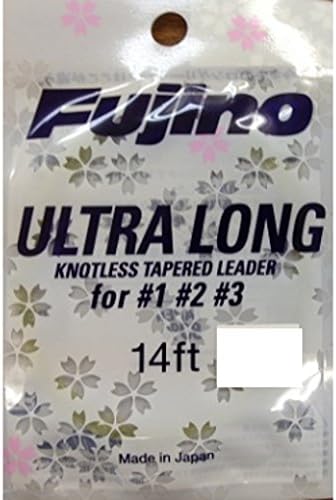 Fujino
ULTRA LONG
KNOTLESS TAPERED LEADER
for #1 #2 #3
14ft
Made in Japan